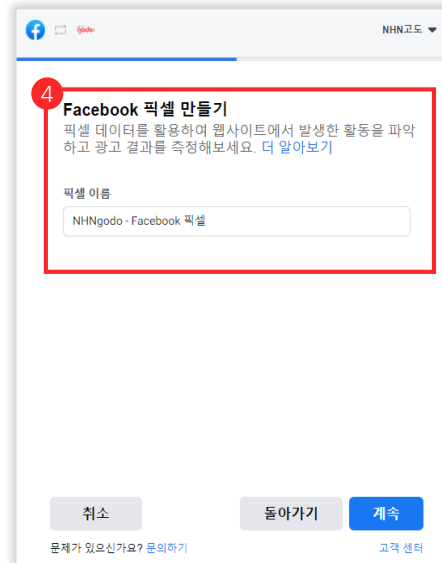 godo:
NHN고도
4
Facebook 픽셀 만들기
픽셀 데이터를 활용하여 웹사이트에서 발생한 활동을 파악
하고 광고 결과를 측정해보세요. 더 알아보기
픽셀 이름
NHNgodo - Facebook 픽셀
취소
돌아가기
계속
문제가 있으신가요? 문의하기
고객 센터